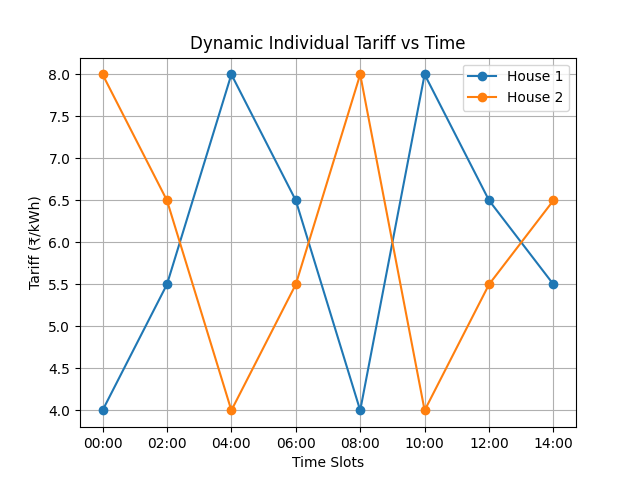 Dynamic Individual Tariff vs Time
House 1
House 2
Tariff (₹/kWh)
8.0
7.5
7.0
6.5
6.0
5.5
5.0
4.5
4.0
00:00 02:00 04:00 06:00 08:00 10:00 12:00 14:00
Time Slots